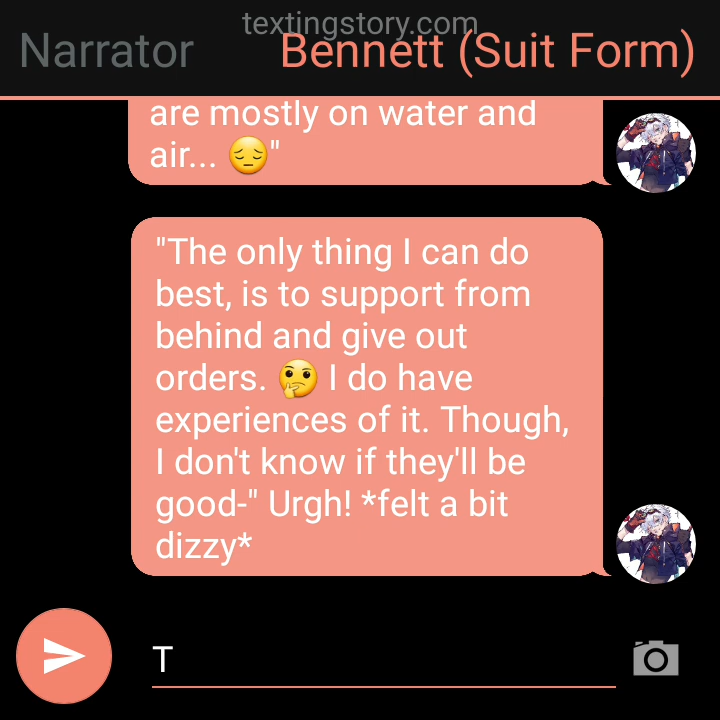 textingstory.com
Narrator
Bennett (Suit Form)
are mostly on water and
air... 😔"
"The only thing I can do
best, is to support from
behind and give out
orders. 🤔 I do have
experiences of it. Though,
I don't know if they'll be
good-" Urgh! *felt a bit
dizzy*
T